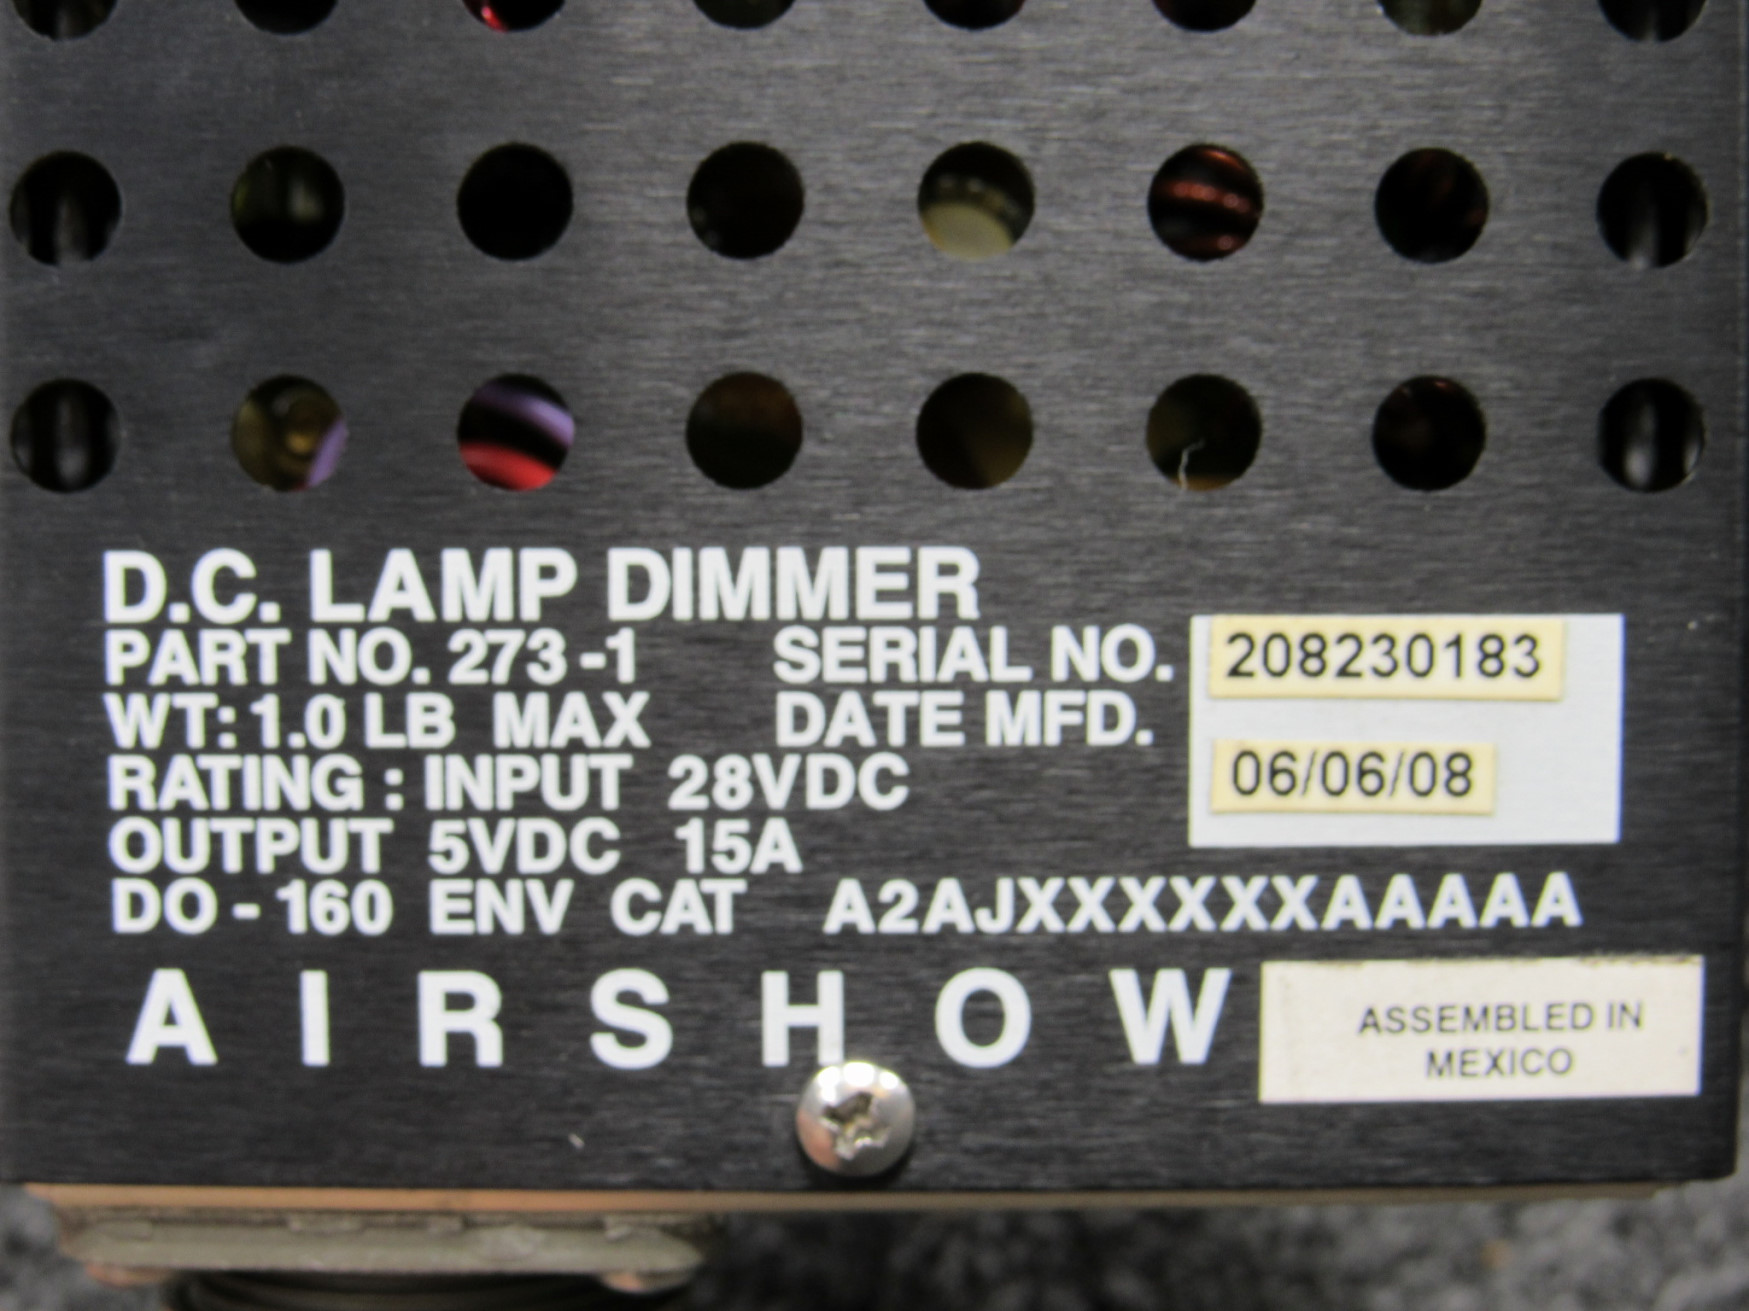 D.C. LAMP DIMMER
PART NO. 273-1 SERIAL NO. 208230183
WT: 1.0 LB MAX DATE MFD. 06/06/08
RATING : INPUT 28VDC
OUTPUT 5VDC 15A
DO - 160 ENV CAT A2AJXXXXXXAAAAA
AIRSHOW
ASSEMBLED IN
MEXICO